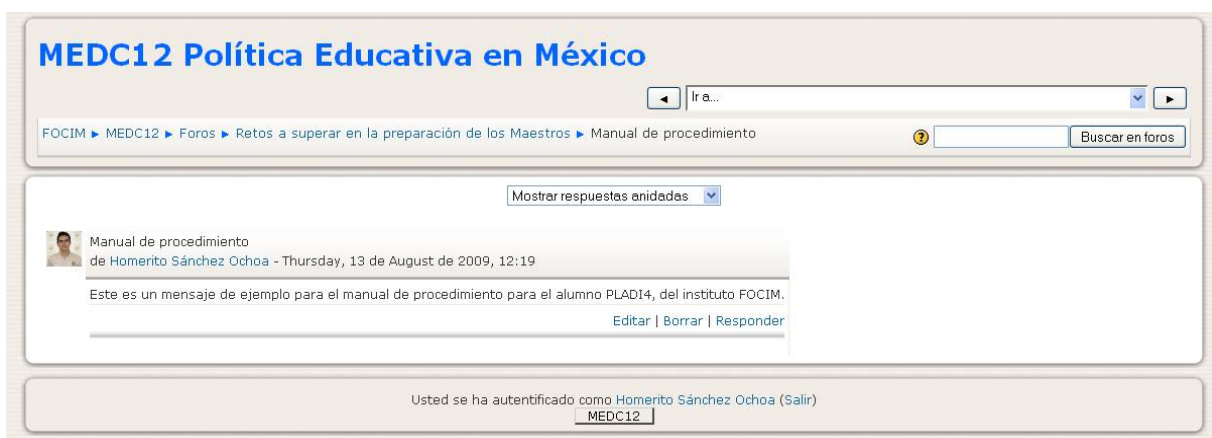 MEDC12 Política Educativa en México
◄ Ir a... ►
FOCIM ► MEDC12 ► Foros ► Retos a superar en la preparación de los Maestros ► Manual de procedimiento ? Buscar en foros
Mostrar respuestas anidadas
Manual de procedimiento
de Homerito Sánchez Ochoa - Thursday, 13 de August de 2009, 12:19
Este es un mensaje de ejemplo para el manual de procedimiento para el alumno PLADI4, del instituto FOCIM.
Editar | Borrar | Responder
Usted se ha autentificado como Homerito Sánchez Ochoa (Salir)
MEDC12